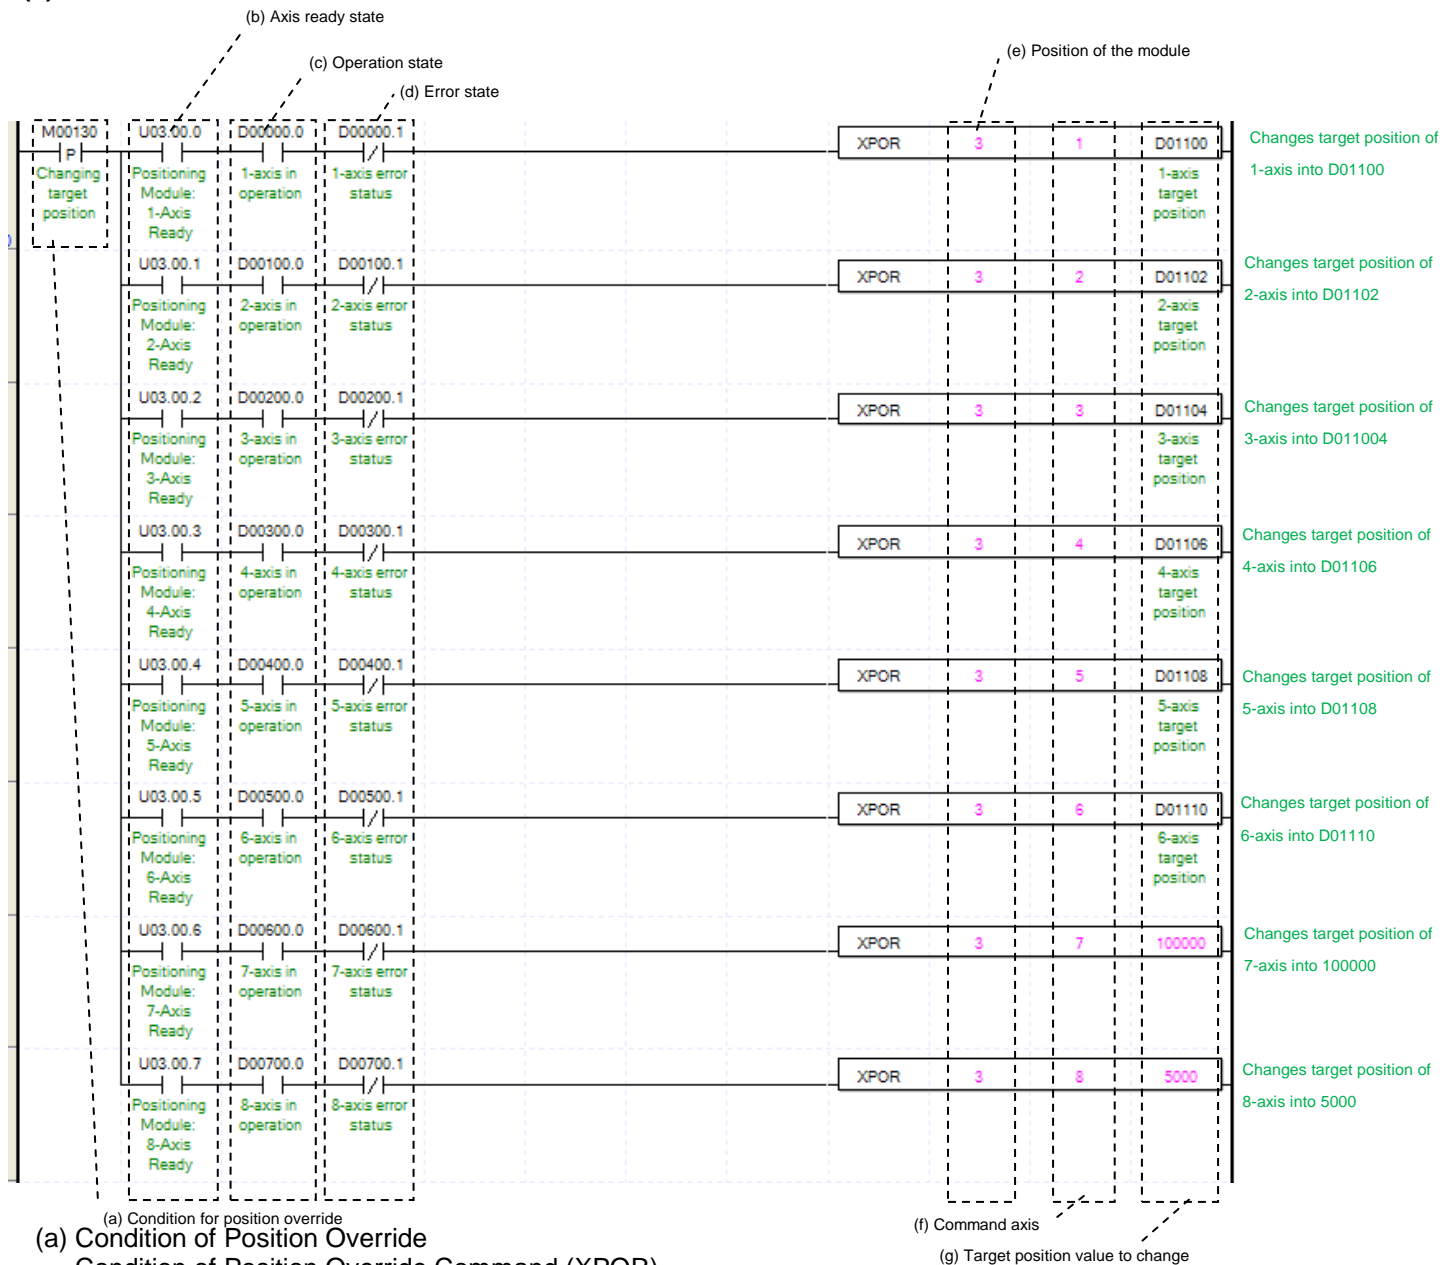 (b) Axis ready state
(c) Operation state
(d) Error state
(e) Position of the module
M00130
P
Changing
target
position
U03.00.0 D00000.0 D00000.1
Positioning
Module:
1-Axis
Ready
1-axis in
operation
1-axis error
status
XPOR 3 1 D01100
1-axis
target
position
Changes target position of
1-axis into D01100
U03.00.1 D00100.0 D00100.1
Positioning
Module:
2-Axis
Ready
2-axis in
operation
2-axis error
status
XPOR 3 2 D01102
2-axis
target
position
Changes target position of
2-axis into D01102
U03.00.2 D00200.0 D00200.1
Positioning
Module:
3-Axis
Ready
3-axis in
operation
3-axis error
status
XPOR 3 3 D01104
3-axis
target
position
Changes target position of
3-axis into D011004
U03.00.3 D00300.0 D00300.1
Positioning
Module:
4-Axis
Ready
4-axis in
operation
4-axis error
status
XPOR 3 4 D01106
4-axis
target
position
Changes target position of
4-axis into D01106
U03.00.4 D00400.0 D00400.1
Positioning
Module:
5-Axis
Ready
5-axis in
operation
5-axis error
status
XPOR 3 5 D01108
5-axis
target
position
Changes target position of
5-axis into D01108
U03.00.5 D00500.0 D00500.1
Positioning
Module:
6-Axis
Ready
6-axis in
operation
6-axis error
status
XPOR 3 6 D01110
6-axis
target
position
Changes target position of
6-axis into D01110
U03.00.6 D00600.0 D00600.1
Positioning
Module:
7-Axis
Ready
7-axis in
operation
7-axis error
status
XPOR 3 7 100000
Changes target position of
7-axis into 100000
U03.00.7 D00700.0 D00700.1
Positioning
Module:
8-Axis
Ready
8-axis in
operation
8-axis error
status
XPOR 3 8 5000
Changes target position of
8-axis into 5000
(a) Condition for position override
(f) Command axis
(g) Target position value to change
(a) Condition of Position Override
Condition of Position Override Command (XPOR)